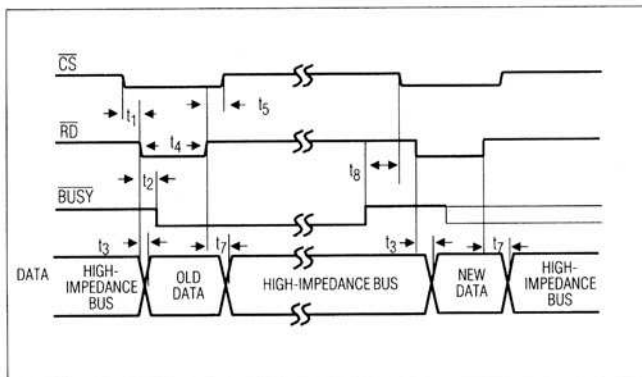 CS
t1
t5
RD
t4
t8
t2
BUSY
t3
t7
t3
t7
DATA
HIGH-
IMPEDANCE
BUS
OLD
DATA
HIGH-IMPEDANCE BUS
NEW
DATA
HIGH-
IMPEDANCE
BUS